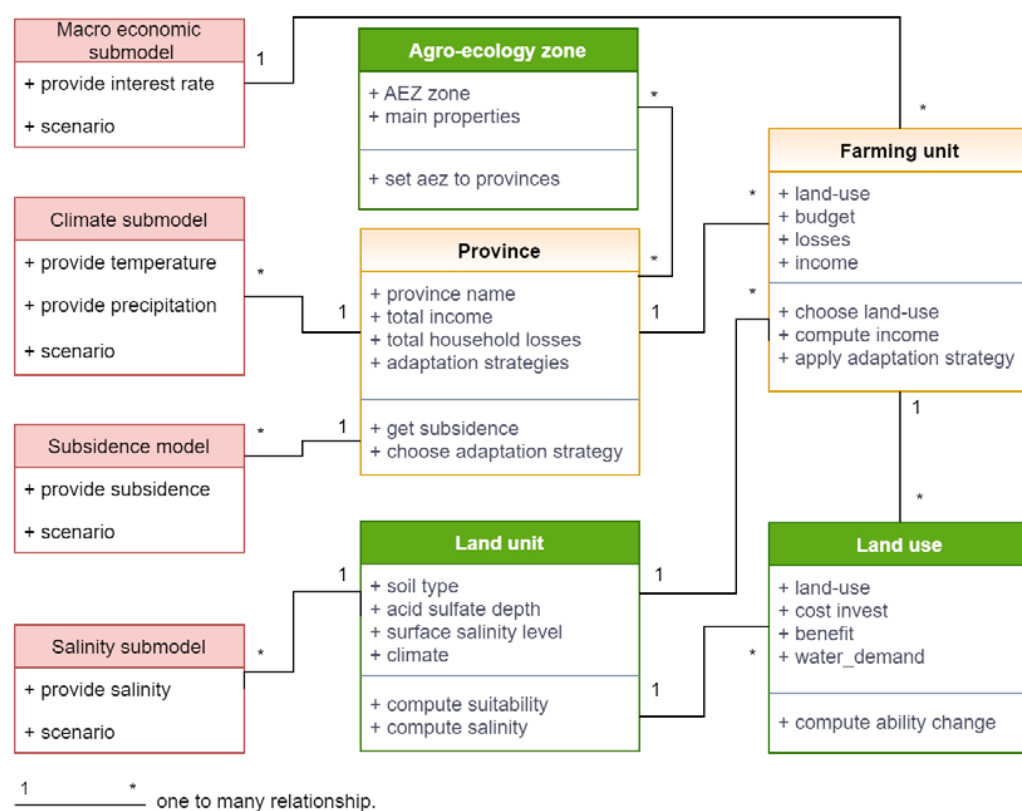 Macro economic
submodel
+ provide interest rate
+ scenario
1
*
Agro-ecology zone
+ AEZ zone
+ main properties
+ set aez to provinces
*
*
Farming unit
+ land-use
+ budget
+ losses
+ income
+ choose land-use
+ compute income
+ apply adaptation strategy
*
*
1
Climate submodel
+ provide temperature
+ provide precipitation
+ scenario
*
1
Province
+ province name
+ total income
+ total household losses
+ adaptation strategies
+ get subsidence
+ choose adaptation strategy
1
Subsidence model
+ provide subsidence
+ scenario
*
1
Land unit
+ soil type
+ acid sulfate depth
+ surface salinity level
+ climate
+ compute suitability
+ compute salinity
1
1
Land use
+ land-use
+ cost invest
+ benefit
+ water_demand
+ compute ability change
*
*
Salinity submodel
+ provide salinity
+ scenario
*
1
1 *
one to many relationship.